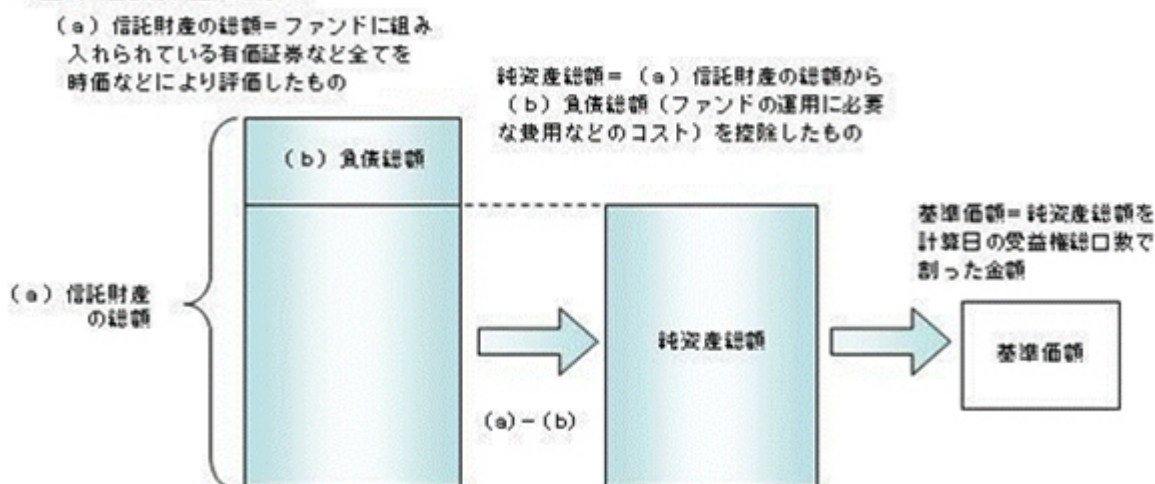 (a)信託財産の総額=ファンドに組み
入れられている有価証券など全てを
時価などにより評価したもの
純資産総額=(a)信託財産の総額から
(b)負債総額(ファンドの運用に必要
な費用などのコスト)を控除したもの
(b)負債総額
基準価額=純資産総額を
計算日の受益権総口数で
割った金額
(a)信託財産
の総額
純資産総額
基準価額
(a)-(b)